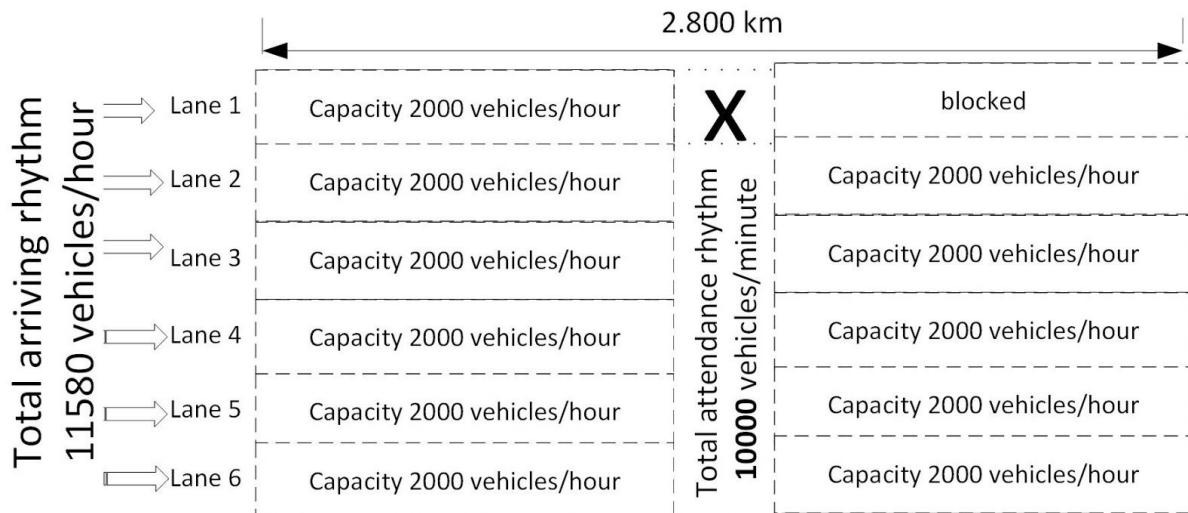 2.800 km
Total arriving rhythm
11580 vehicles/hour
Lane 1
Capacity 2000 vehicles/hour
X
blocked
Lane 2
Capacity 2000 vehicles/hour
Capacity 2000 vehicles/hour
Lane 3
Capacity 2000 vehicles/hour
Capacity 2000 vehicles/hour
Lane 4
Capacity 2000 vehicles/hour
Capacity 2000 vehicles/hour
Lane 5
Capacity 2000 vehicles/hour
Capacity 2000 vehicles/hour
Lane 6
Capacity 2000 vehicles/hour
Capacity 2000 vehicles/hour
Total attendance rhythm
10000 vehicles/minute